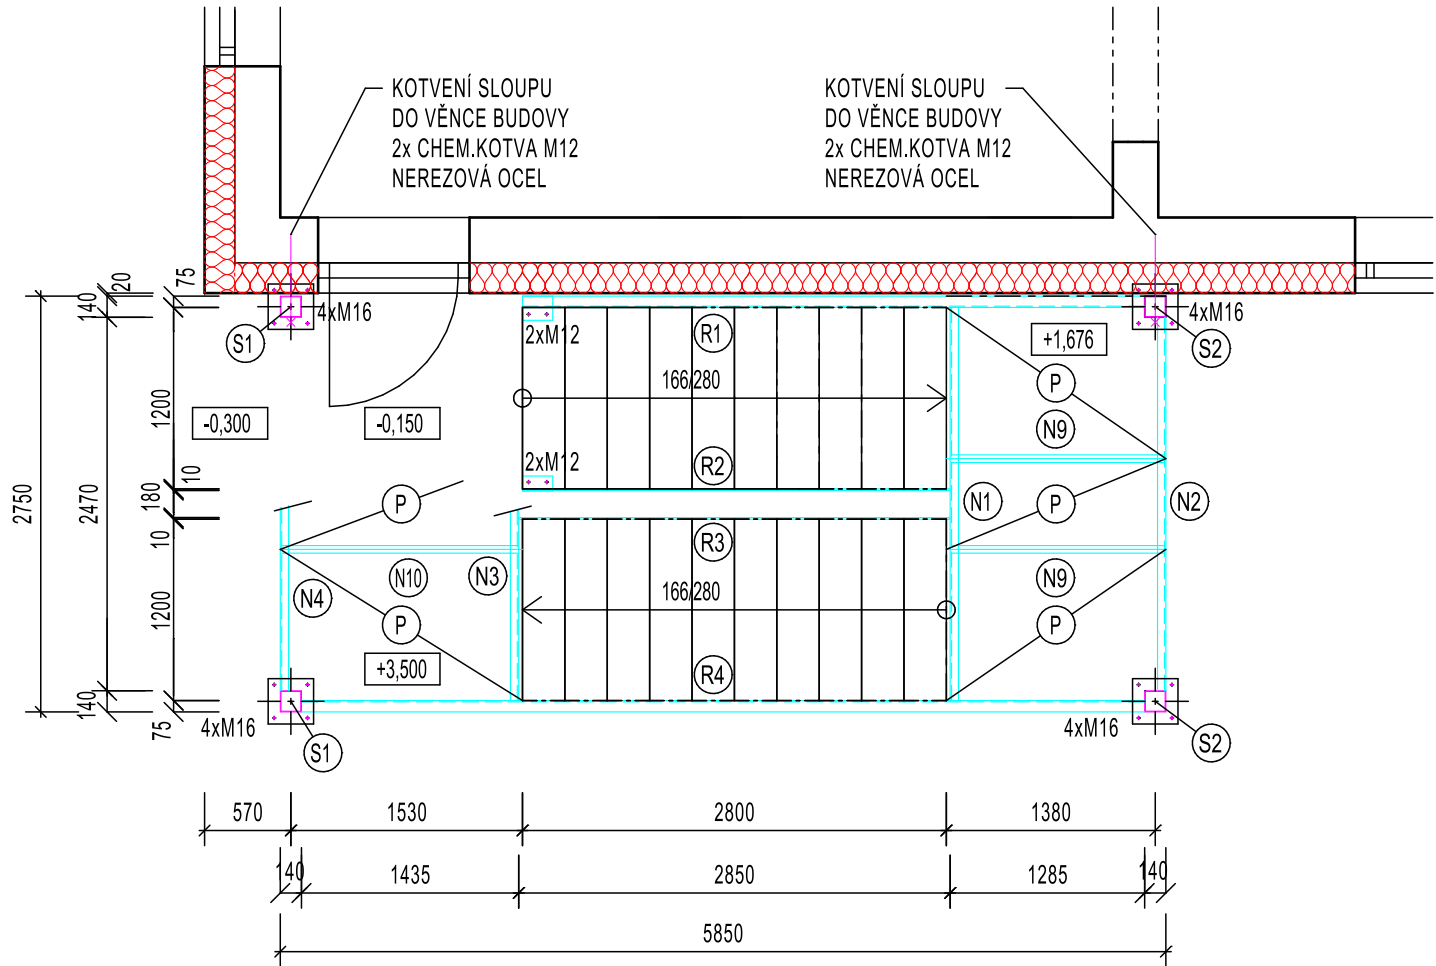 KOTVENÍ SLOUPU
DO VĚNCE BUDOVY
2x CHEM.KOTVA M12
NEREZOVÁ OCEL
KOTVENÍ SLOUPU
DO VĚNCE BUDOVY
2x CHEM.KOTVA M12
NEREZOVÁ OCEL
20
75
140
4xM16
4xM16
S1
2xM12
R1
+1,676
S2
166/280
P
1200
-0,300
-0,150
N9
2xM12
R2
10
180
2750
2470
P
N1
P
N2
10
R3
N10
N3
N9
N4
166/280
1200
P
P
+3,500
R4
140
75
4xM16
S1
4xM16
S2
570
1530
2800
1380
140
1435
2850
1285
140
5850